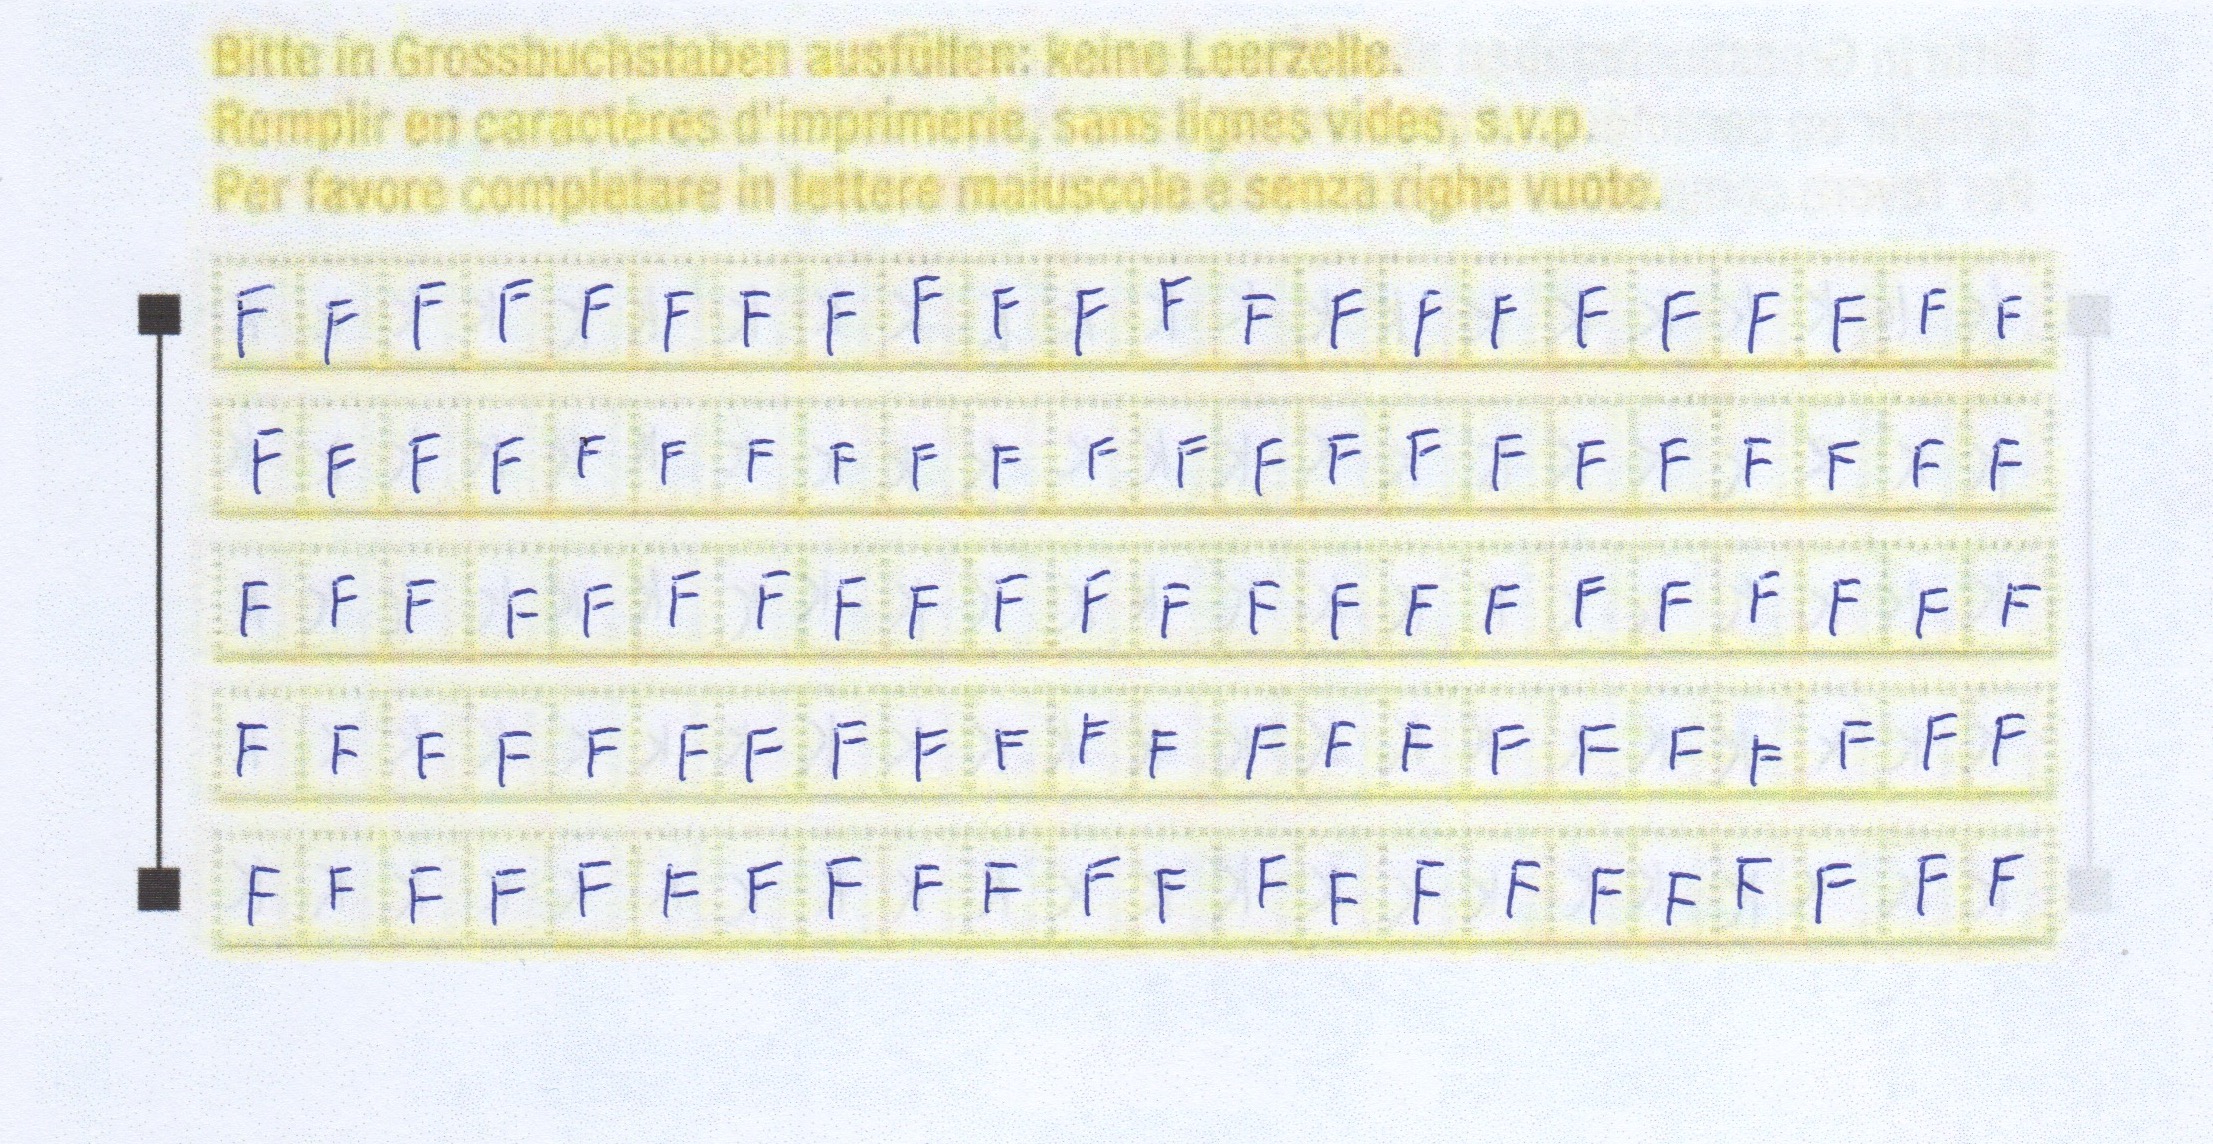 Bitte in Grossbuchstaben ausfüllen: keine Leerzeile.
Remplir en caractères d'imprimerie, sans lignes vides, s.v.p.
Per favore completare in lettere maiuscole e senza righe vuote.
F F F F F F F F F F F F F F F F F F F F F F
F F F F F F F F F F F F F F F F F F F F F F
F F F F F F F F F F F F F F F F F F F F F F
F F F F F F F F F F F F F F F F F F F F F F
F F F F F F F F F F F F F F F F F F F F F F